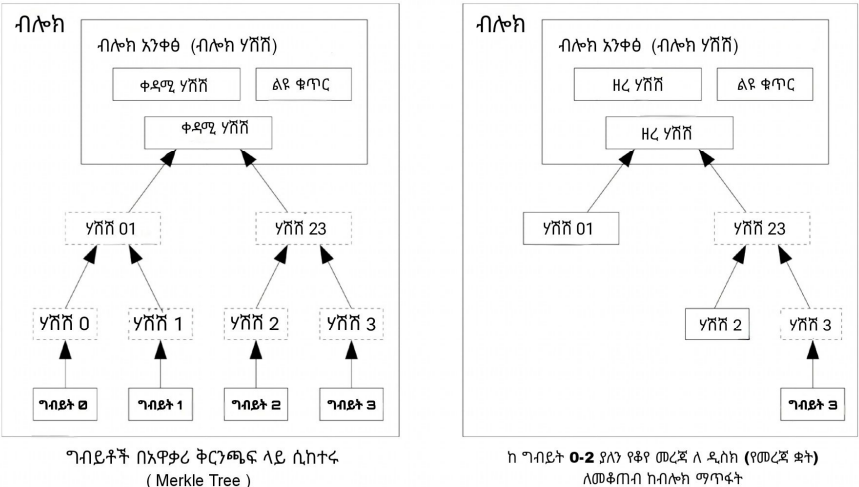 ብሎክ
ብሎክ አንቀፅ (ብሎክ ሃሽሽ)
ቀዳሚ ሃሽሽ
ልዩ ቁጥር
ቀዳሚ ሃሽሽ
ሃሽሽ 01
ሃሽሽ 23
ሃሽሽ 0
ሃሽሽ 1
ሃሽሽ 2
ሃሽሽ 3
ግብይት 0
ግብይት 1
ግብይት 2
ግብይት 3
ግብይቶች በአዋቃሪ ቅርንጫፍ ላይ ሲከተሩ
( Merkle Tree )
ብሎክ
ብሎክ አንቀፅ (ብሎክ ሃሽሽ)
ዘረ ሃሽሽ
ልዩ ቁጥር
ዘረ ሃሽሽ
ሃሽሽ 01
ሃሽሽ 23
ሃሽሽ 2
ሃሽሽ 3
ግብይት 3
ከ ግብይት 0-2 ያለን የቆየ መረጃ ለ ዲስክ (የመረጃ ቋት)
ለመቆጠብ ከብሎክ ማጥፋት